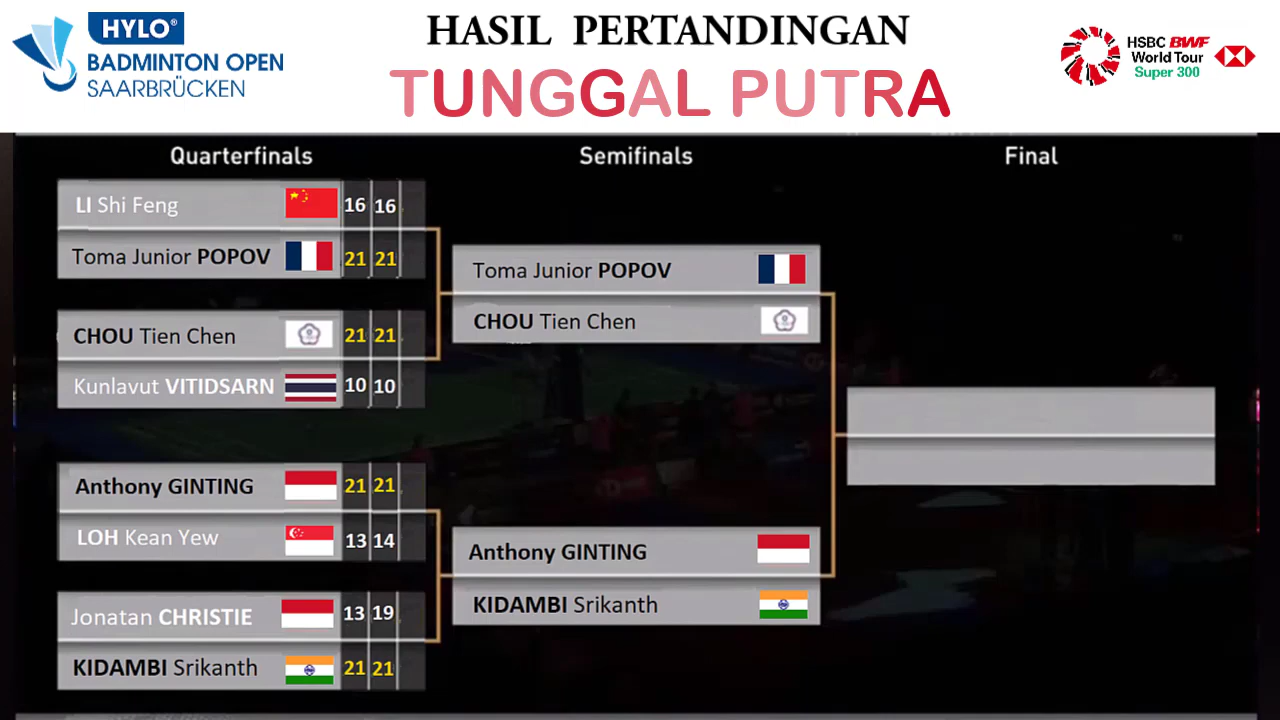 HYLO®
BADMINTON OPEN
SAARBRÜCKEN
HASIL PERTANDINGAN
TUNGGAL PUTRA
HSBC BWF
World Tour
Super 300
Quarterfinals
Semifinals
Final
LI Shi Feng 16 16
Toma Junior POPOV 21 21
CHOU Tien Chen 21 21
Kunlavut VITIDSARN 10 10
Anthony GINTING 21 21
LOH Kean Yew 13 14
Jonatan CHRISTIE 13 19
KIDAMBI Srikanth 21 21
Toma Junior POPOV
CHOU Tien Chen
Anthony GINTING
KIDAMBI Srikanth